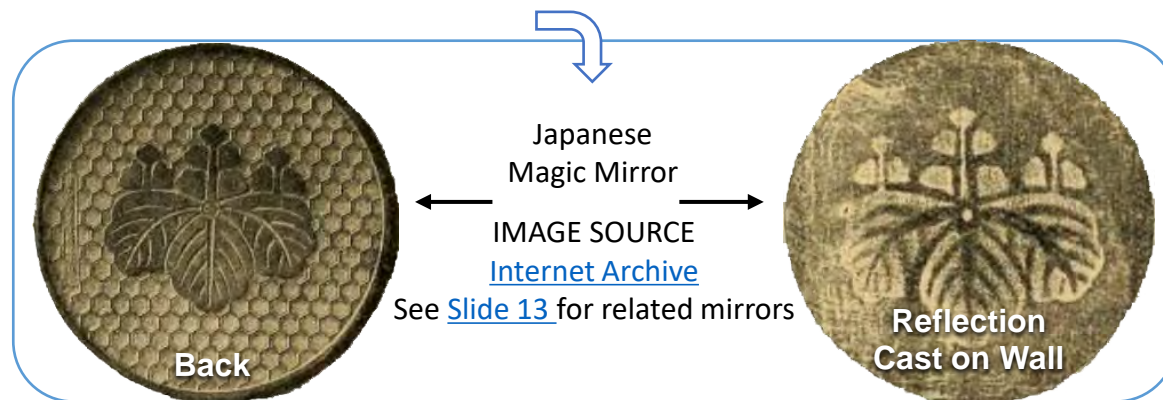 Japanese
Magic Mirror
IMAGE SOURCE
Internet Archive
See Slide 13 for related mirrors
Back
Reflection
Cast on Wall